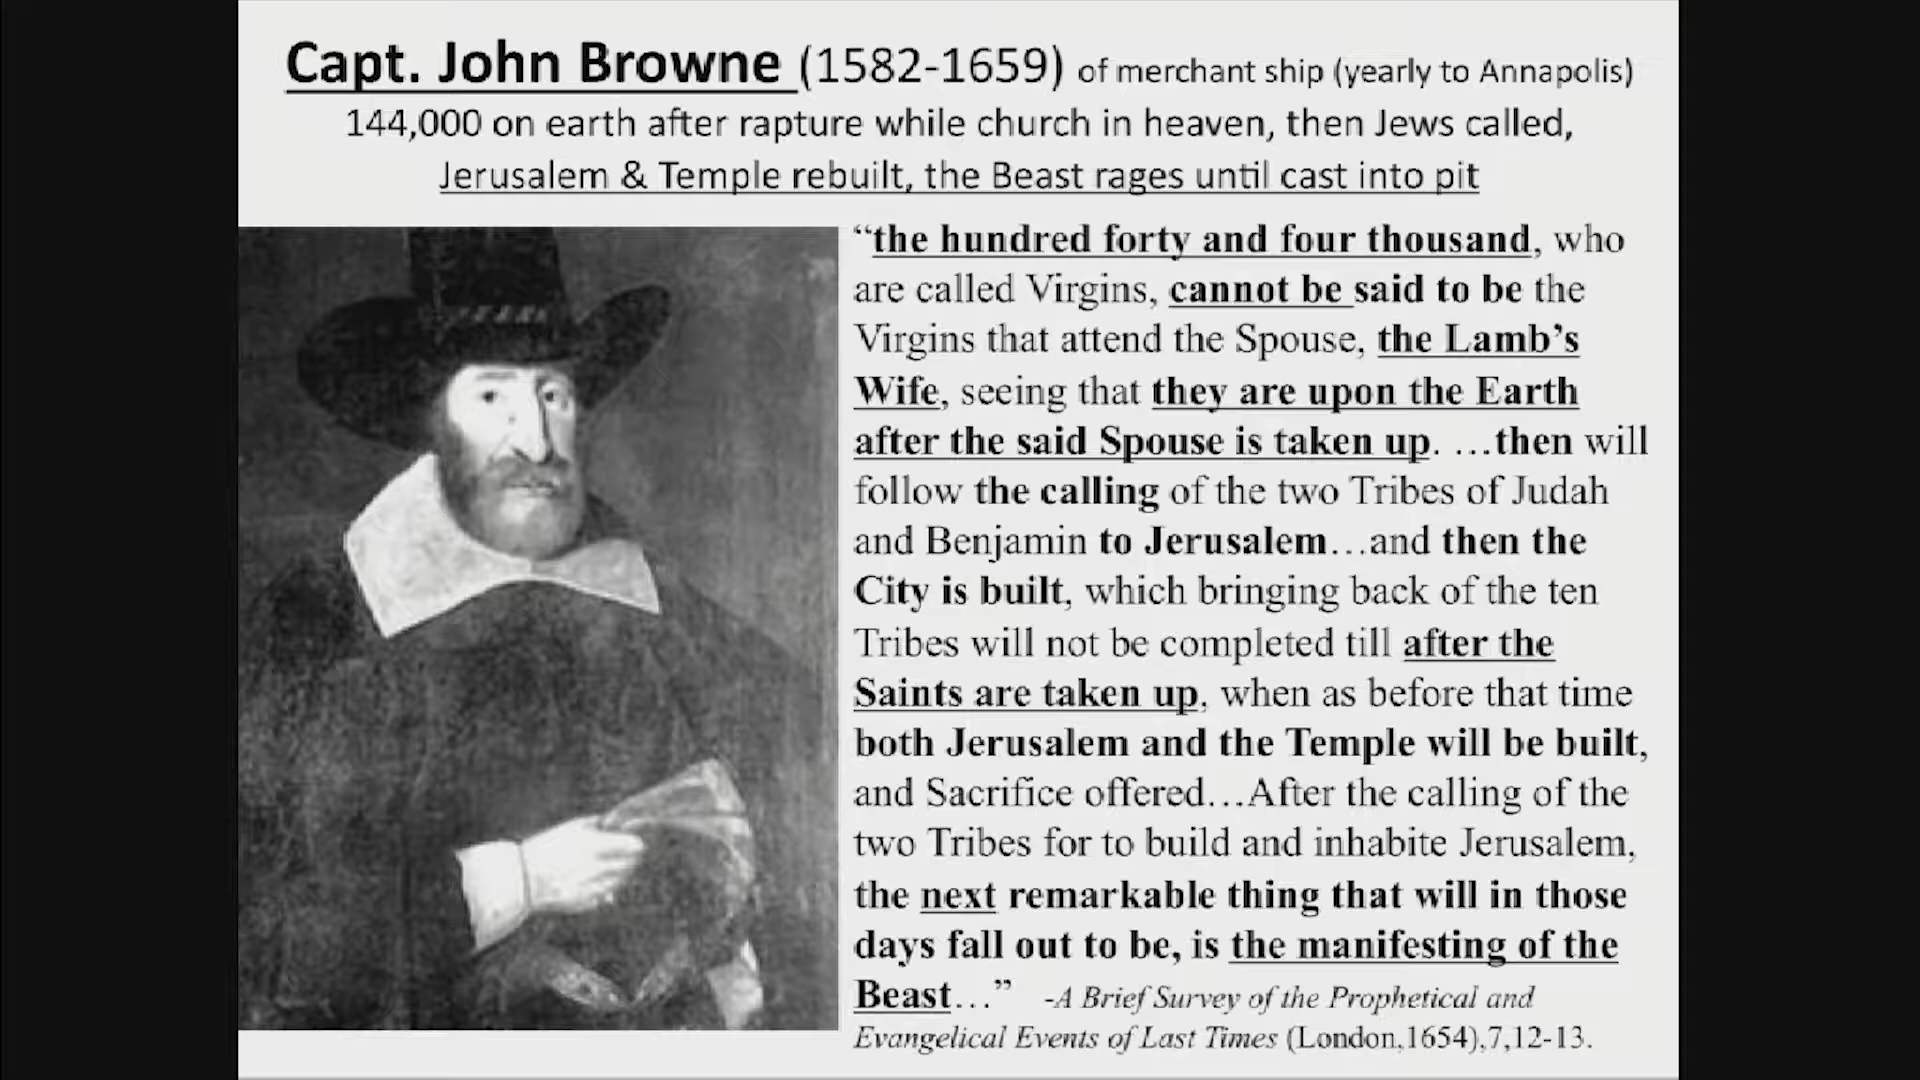 Capt. John Browne (1582-1659) of merchant ship (yearly to Annapolis)
144,000 on earth after rapture while church in heaven, then Jews called,
Jerusalem & Temple rebuilt, the Beast rages until cast into pit
“the hundred forty and four thousand, who
are called Virgins, cannot be said to be the
Virgins that attend the Spouse, the Lamb’s
Wife, seeing that they are upon the Earth
after the said Spouse is taken up. …then will
follow the calling of the two Tribes of Judah
and Benjamin to Jerusalem…and then the
City is built, which bringing back of the ten
Tribes will not be completed till after the
Saints are taken up, when as before that time
both Jerusalem and the Temple will be built,
and Sacrifice offered…After the calling of the
two Tribes for to build and inhabite Jerusalem,
the next remarkable thing that will in those
days fall out to be, is the manifesting of the
Beast…” -A Brief Survey of the Prophetical and
Evangelical Events of Last Times (London,1654),7,12-13.